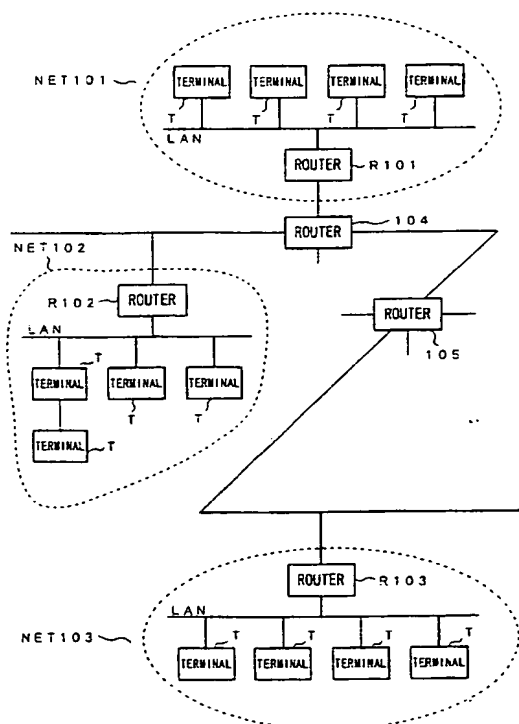 NET101
TERMINAL TERMINAL TERMINAL TERMINAL
T T T T
LAN
ROUTER R101
ROUTER 104
NET102
R102 ROUTER
ROUTER
105
LAN
T
TERMINAL TERMINAL TERMINAL
T T
TERMINAL T
ROUTER R103
LAN
T T T T
NET103
TERMINAL TERMINAL TERMINAL TERMINAL